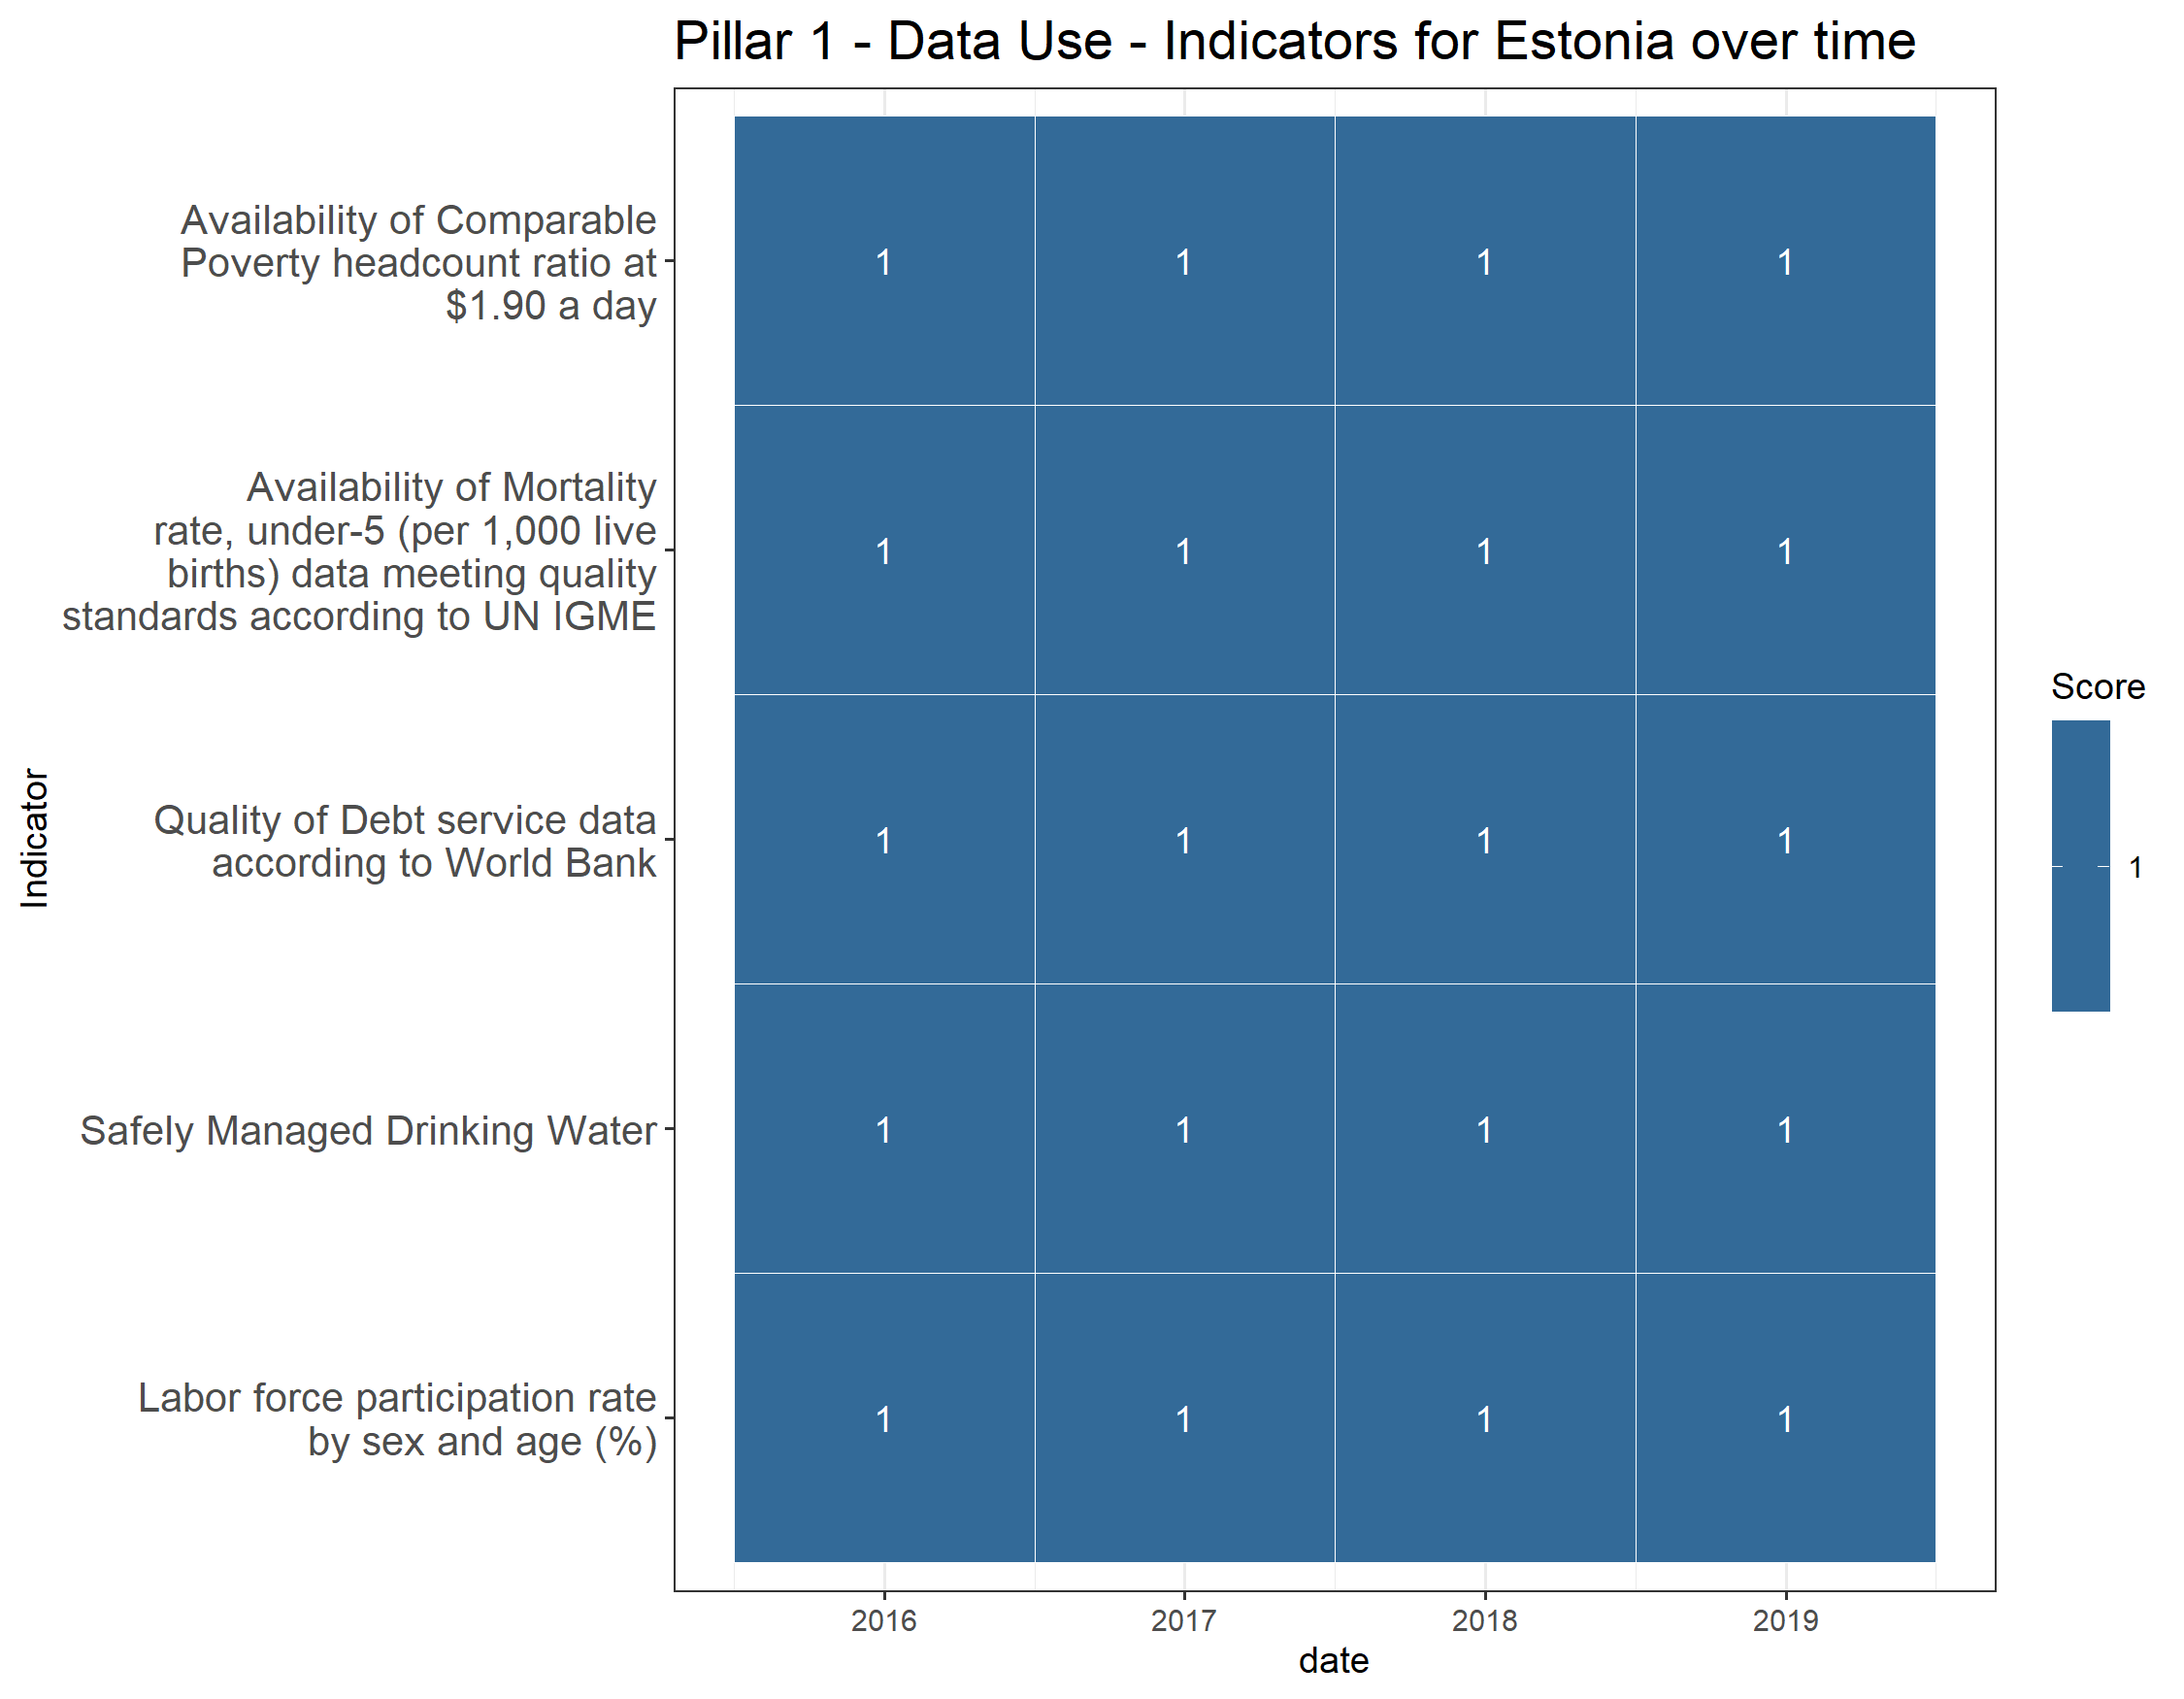 Pillar 1 - Data Use - Indicators for Estonia over time
Indicator
Availability of Comparable
Poverty headcount ratio at
$1.90 a day
1 1 1 1
Availability of Mortality
rate, under-5 (per 1,000 live
births) data meeting quality
standards according to UN IGME
1 1 1 1
Quality of Debt service data
according to World Bank
1 1 1 1
Safely Managed Drinking Water
1 1 1 1
Labor force participation rate
by sex and age (%)
1 1 1 1
2016 2017 2018 2019
date
Score
1